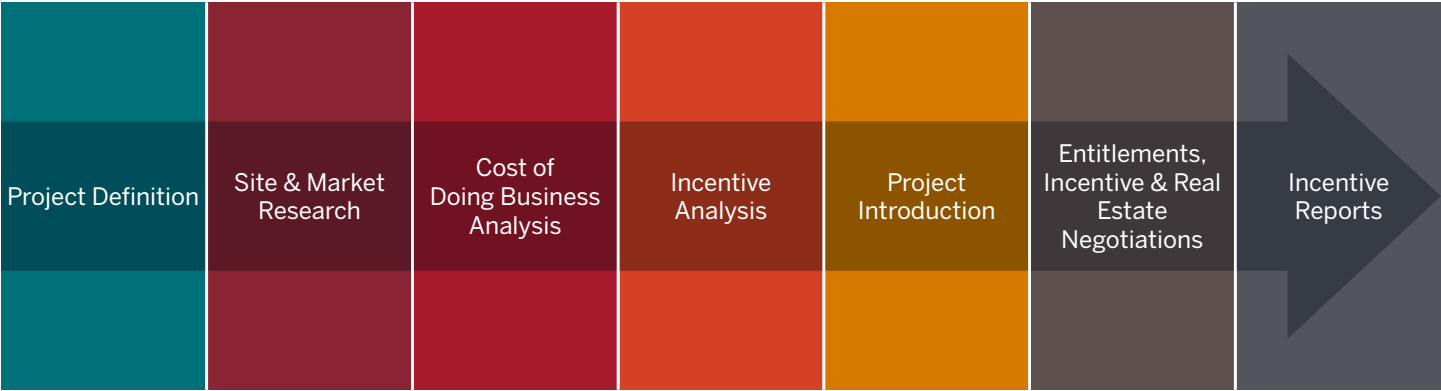 Project Definition
Site & Market
Research
Cost of
Doing Business
Analysis
Incentive
Analysis
Project
Introduction
Entitlements,
Incentive & Real
Estate
Negotiations
Incentive
Reports